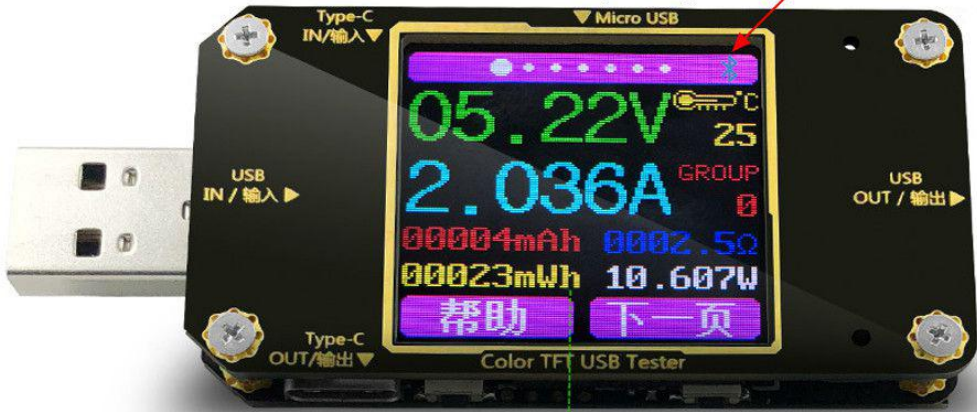 Type-C
IN/输入▼
▼Micro USB
05.22V
°C
25
2.036A
GROUP
0
USB
IN / 输入 ▶
USB
OUT / 输出 ▶
00004mAh
0002.5Ω
00023mWh
10.607W
帮助
下一页
Type-C
OUT/输出▼
Color TFT USB Tester